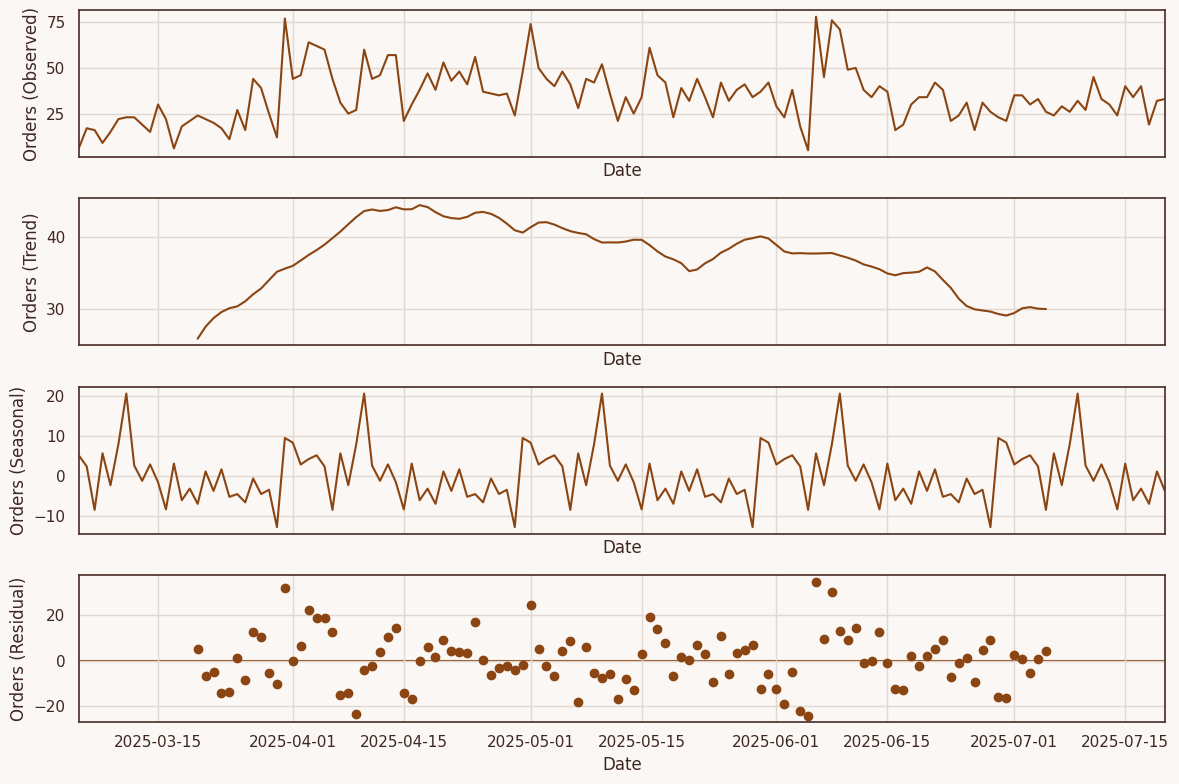 Orders (Observed)
75
50
25
Date
Orders (Trend)
40
30
Date
Orders (Seasonal)
20
10
0
−10
Date
Orders (Residual)
20
0
−20
2025-03-15
2025-04-01
2025-04-15
2025-05-01
2025-05-15
2025-06-01
2025-06-15
2025-07-01
2025-07-15
Date